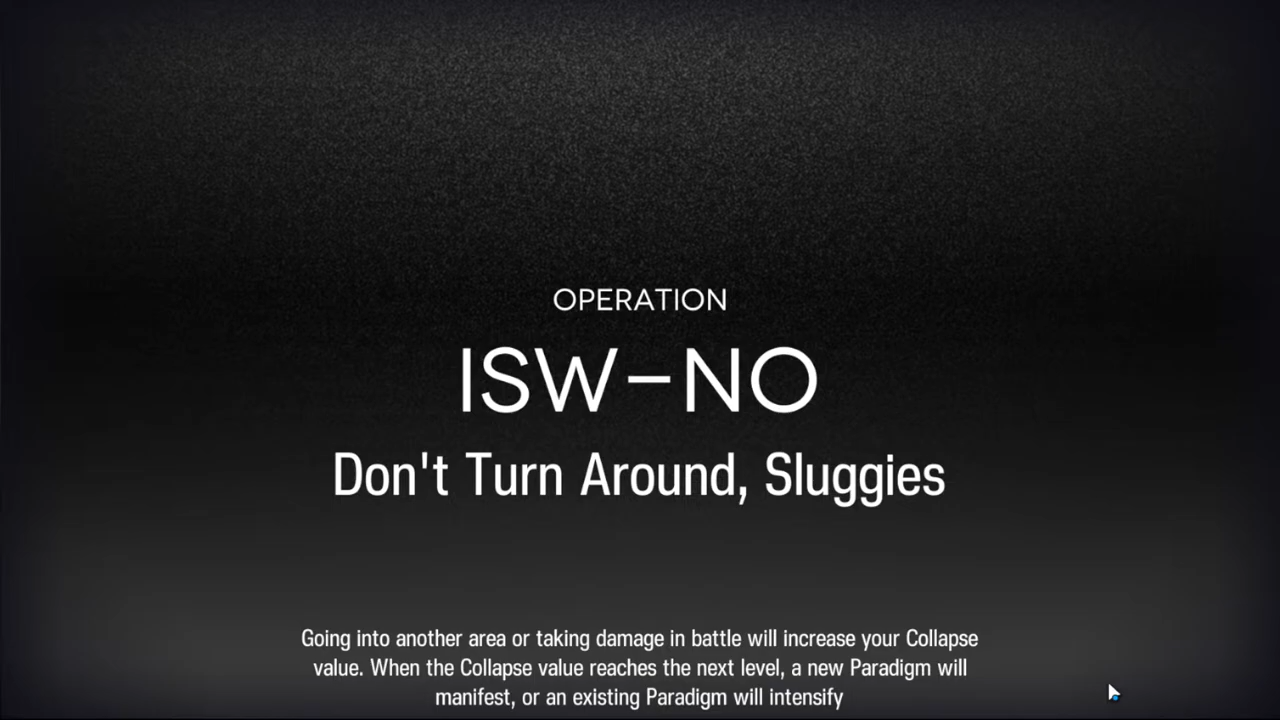 OPERATION
ISW-NO
Don't Turn Around, Sluggies
Going into another area or taking damage in battle will increase your Collapse
value. When the Collapse value reaches the next level, a new Paradigm will
manifest, or an existing Paradigm will intensify